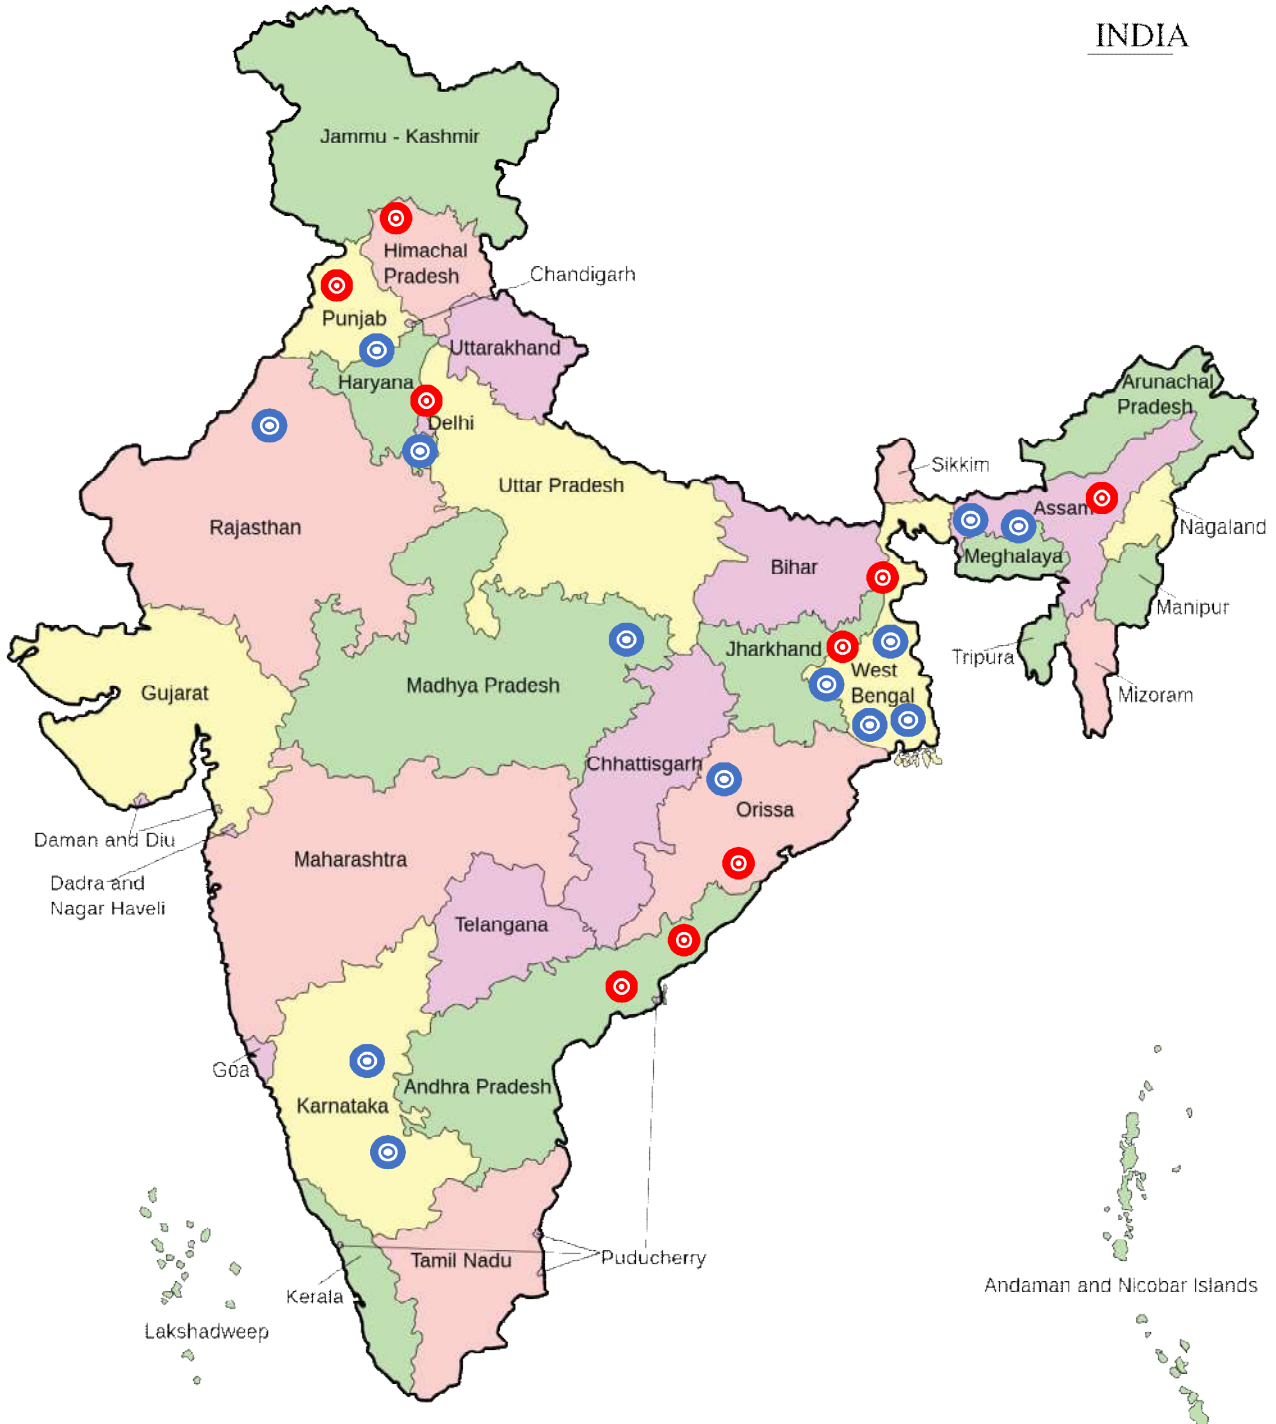 INDIA
Jammu - Kashmir
Himachal
Pradesh
Chandigarh
Punjab
Uttarakhand
Haryana
Arunachal
Pradesh
Delhi
Sikkim
Uttar Pradesh
Assam
Rajasthan
Nagaland
Meghalaya
Bihar
Manipur
Jharkhand
Tripura
West
Bengal
Madhya Pradesh
Gujarat
Mizoram
Chhattisgarh
Orissa
Daman and Diu
Maharashtra
Dadra and
Nagar Haveli
Telangana
Goa
Andhra Pradesh
Karnataka
Puducherry
Tamil Nadu
Andaman and Nicobar Islands
Kerala
Lakshadweep